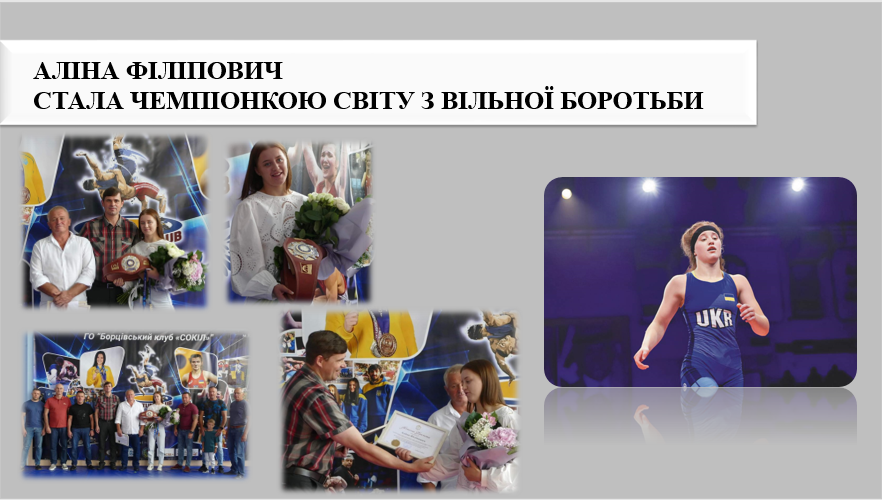 АЛІНА ФІЛІПОВИЧ
СТАЛА ЧЕМПІОНКОЮ СВІТУ З ВІЛЬНОЇ БОРОТЬБИ
ГО "Борцівський клуб «СОКІЛ»"
UKR